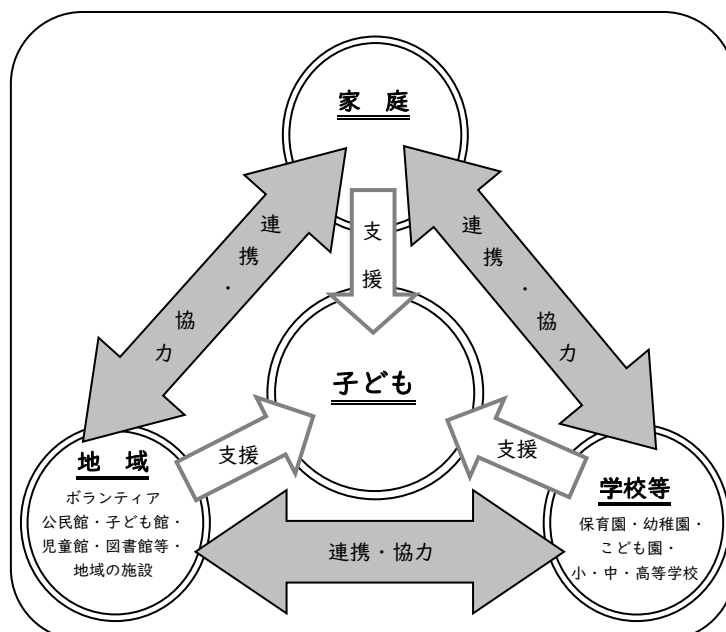 家　庭
連携・協力
連携・協力
支援
子ども
支援
支援
地　域
ボランティア
公民館・子ども館・
児童館・図書館等・
地域の施設
学校等
保育園・幼稚園・
こども園・
小・中・高等学校
連携・協力